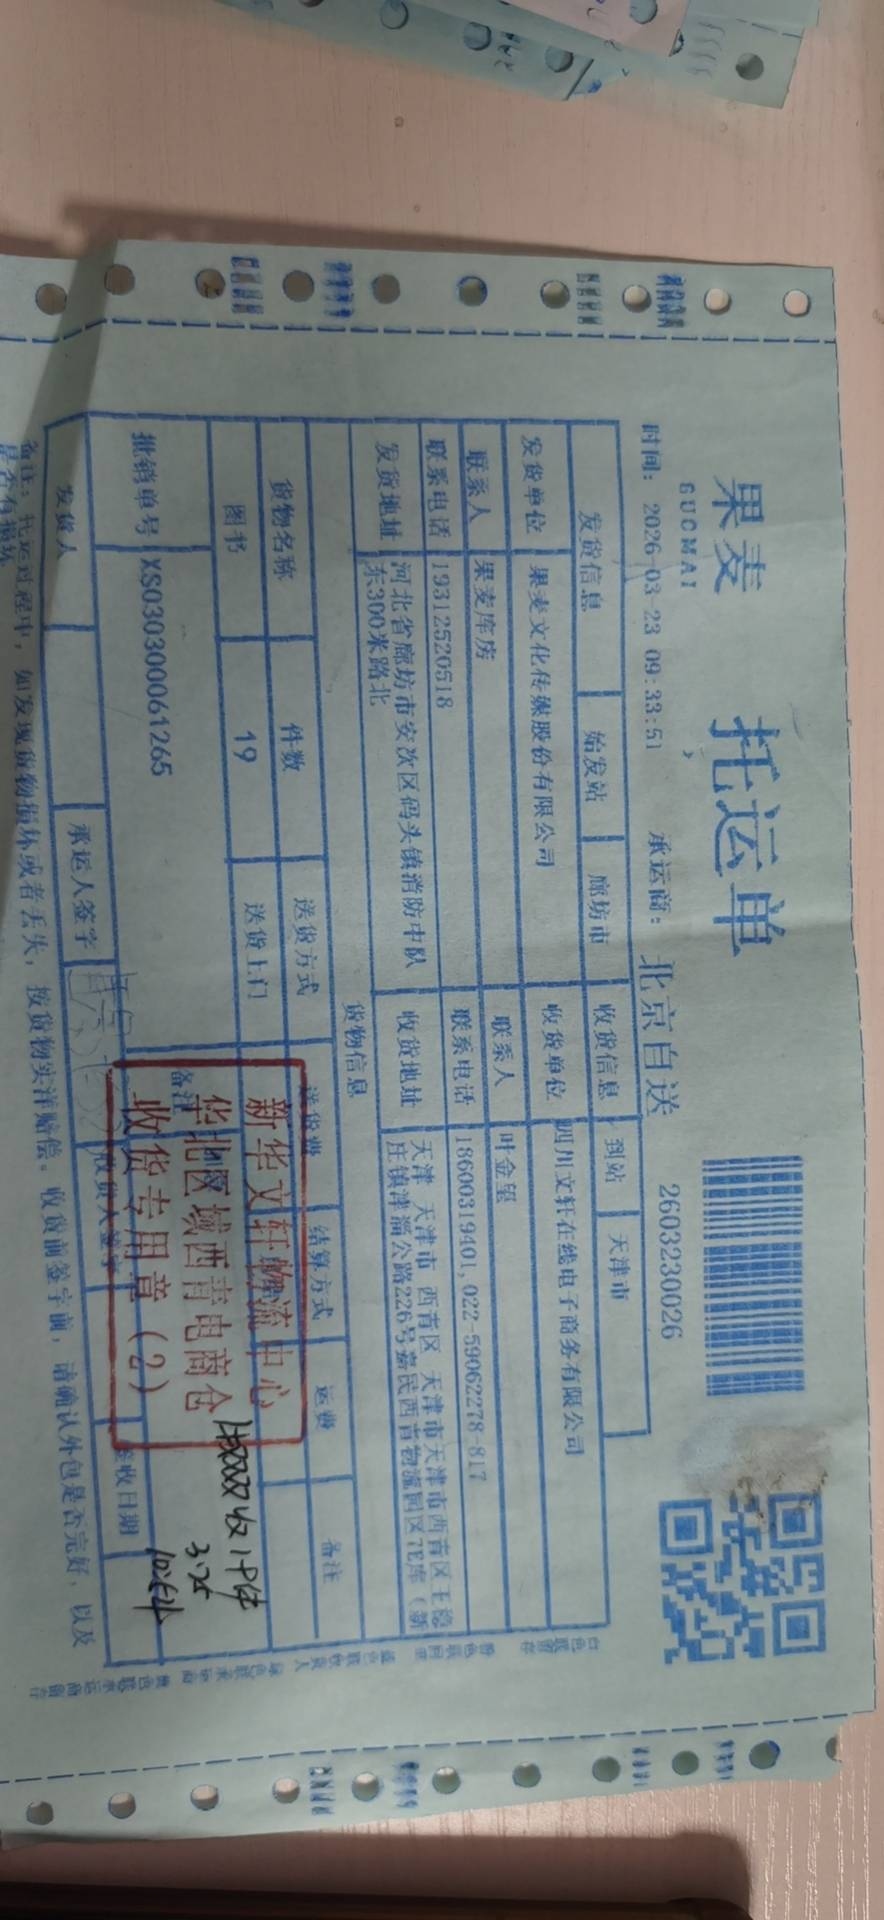 果麦
GUOMAI
托运单
2603230026
时间: 2026-03-23 09:33:51 承运商: 北京自送
发货信息 始发站 廊坊市 收货信息 到站 天津市
发货单位 果麦文化传媒股份有限公司 收货单位 四川文轩在线电子商务有限公司
联系人 果麦库房 联系人 叶金望
联系电话 19312520518 联系电话 18600319401,022-59062278-817
发货地址 河北省廊坊市安次区码头镇消防中队
东300米路北
收货地址 天津 天津市 西青区 天津市天津市西青区王稳
庄镇津淄公路226号嘉民西青物流园区7E库（新
货物信息
货物名称 件数 送货方式 送货费 结算方式 运费 备注
图书 19 送货上门
批销单号 XS030300061265 备注
新华文轩物流中心
华北区域西青电商仓
收货专用章(2)
3.25
发货人 承运人签字 收货人签字 签收日期
备注: 托运过程中, 如发现货物损坏或者丢失, 按货物实洋赔偿。收货前签字前, 请确认外包是否完好, 以及
是否有损坏